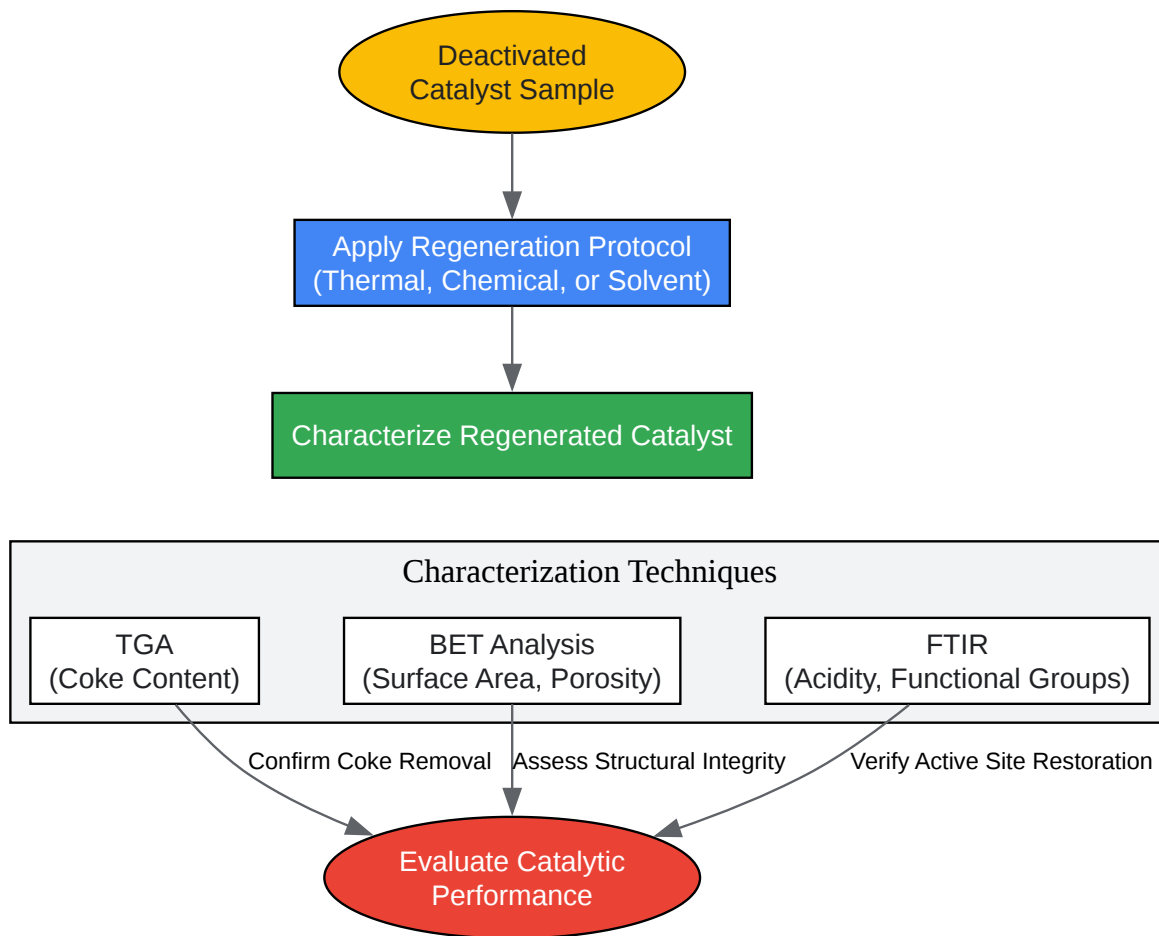 Deactivated
Catalyst Sample
Apply Regeneration Protocol
(Thermal, Chemical, or Solvent)
Characterize Regenerated Catalyst
Characterization Techniques
TGA
(Coke Content)
BET Analysis
(Surface Area, Porosity)
FTIR
(Acidity, Functional Groups)
Confirm Coke Removal
Assess Structural Integrity
Verify Active Site Restoration
Evaluate Catalytic
Performance